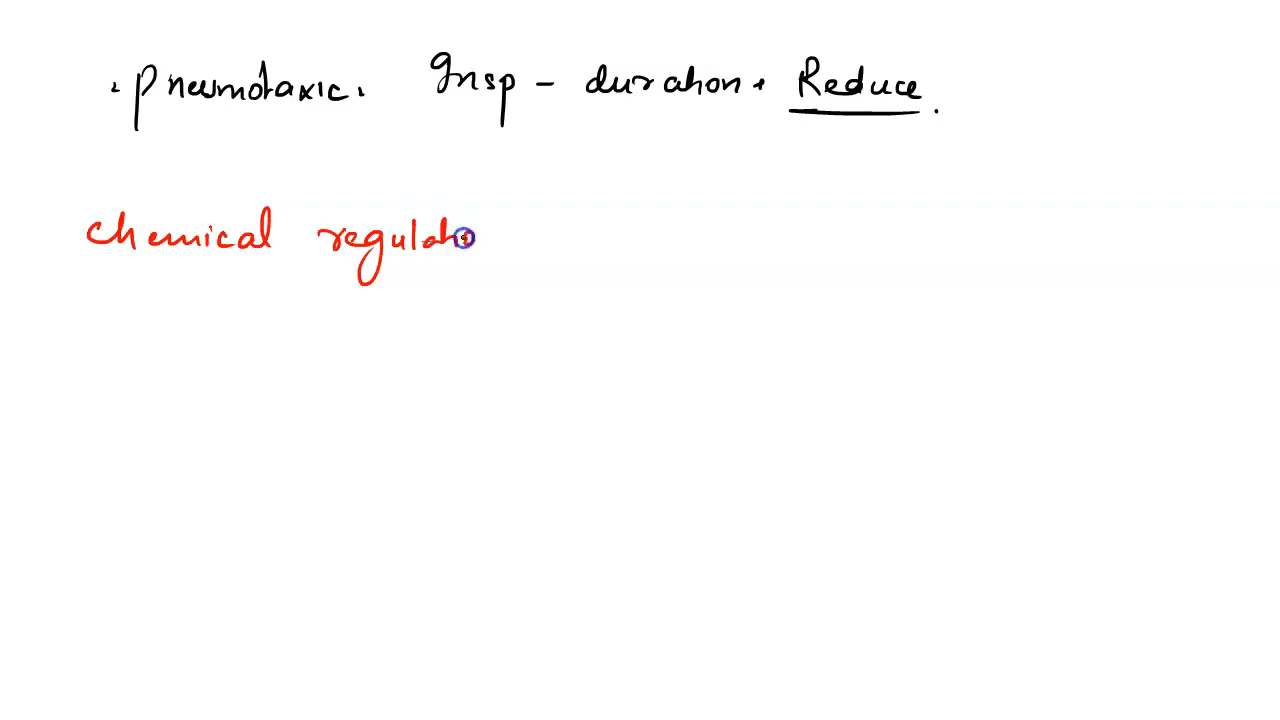 . Pneumotaxic. Insp - duration. Reduce.
chemical regulatio